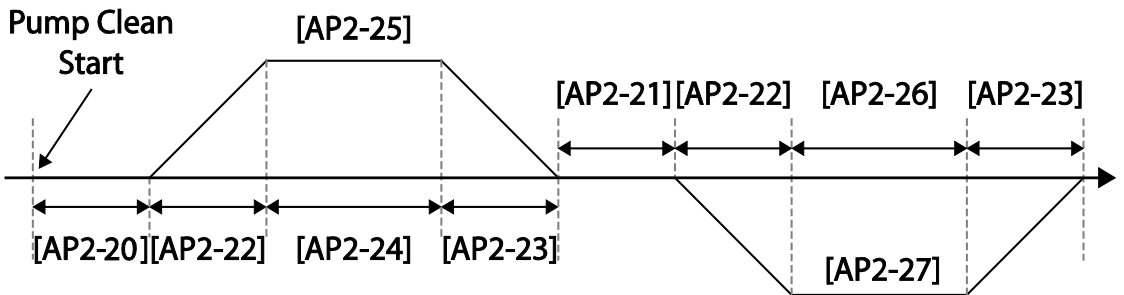 Pump Clean
Start
[AP2-25]
[AP2-21][AP2-22] [AP2-26] [AP2-23]
[AP2-20][AP2-22] [AP2-24] [AP2-23]
[AP2-27]